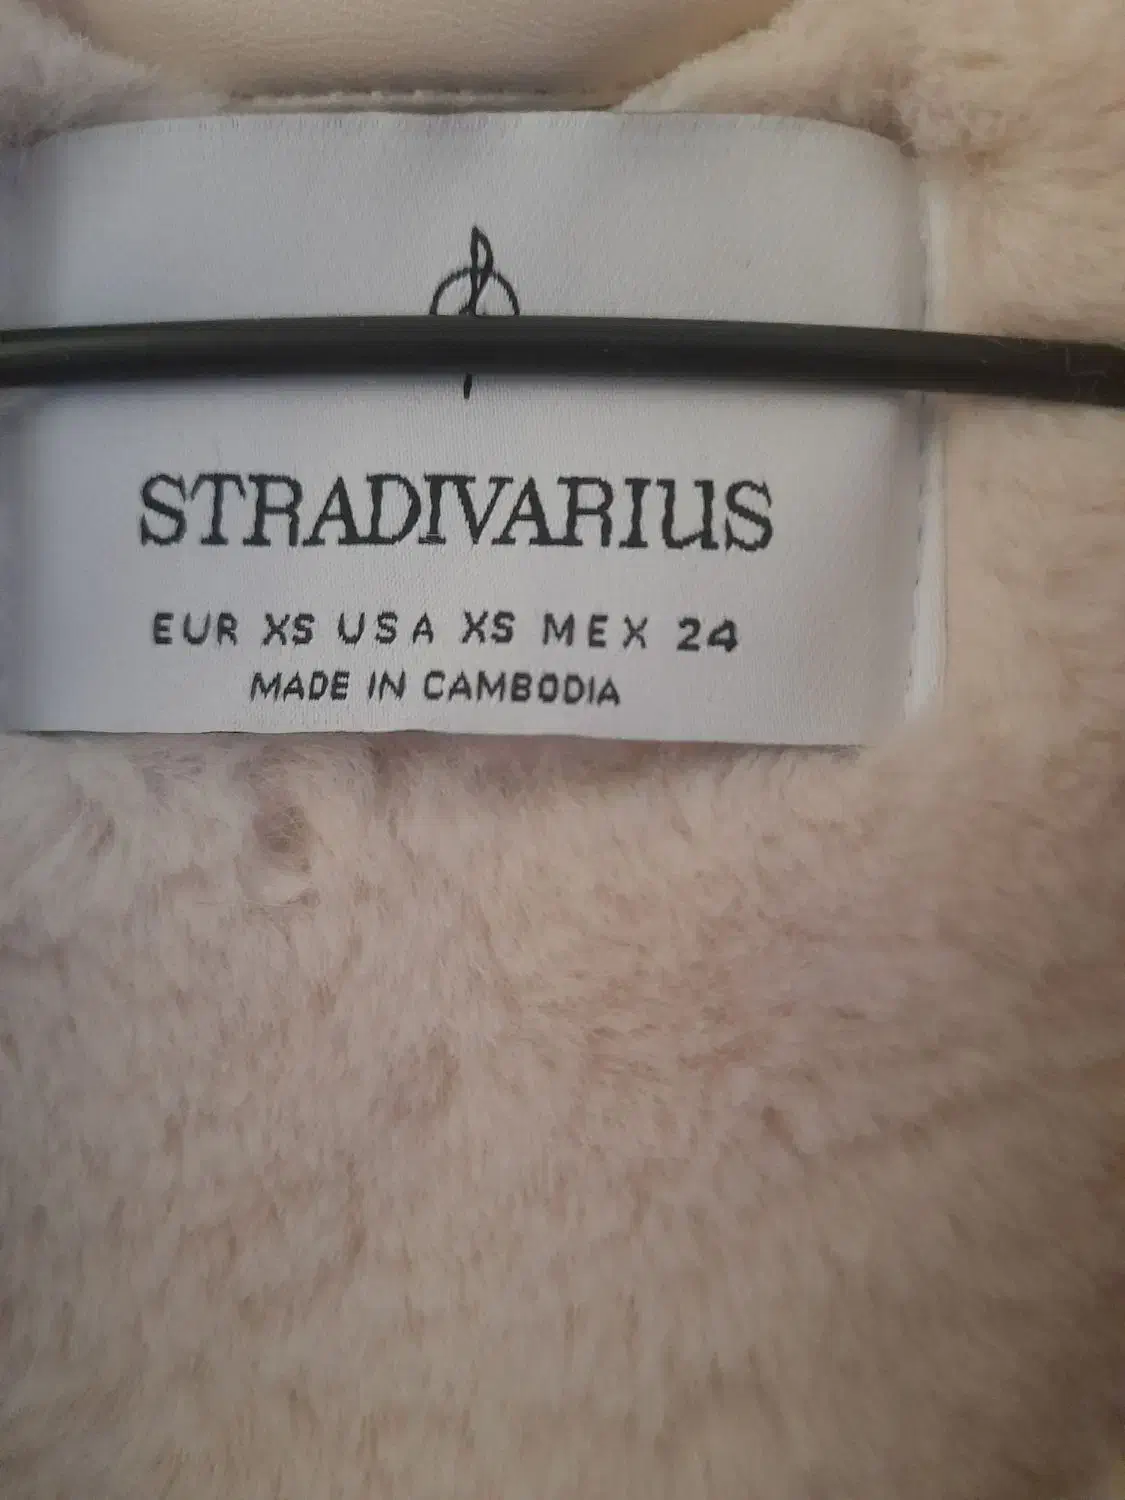 STRADIVARIUS
EUR XS USA XS MEX 24
MADE IN CAMBODIA